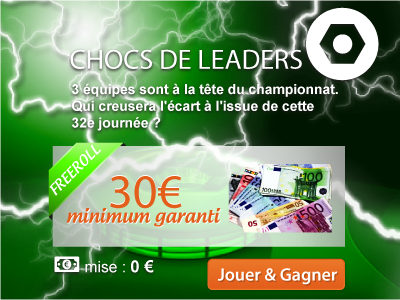 CHOCS DE LEADERS
3 équipes sont à la tête du championnat.
Qui creusera l'écart à l'issue de cette
32e journée ?
FREEROLL
30€
minimum garanti
mise : 0 €
Jouer & Gagner